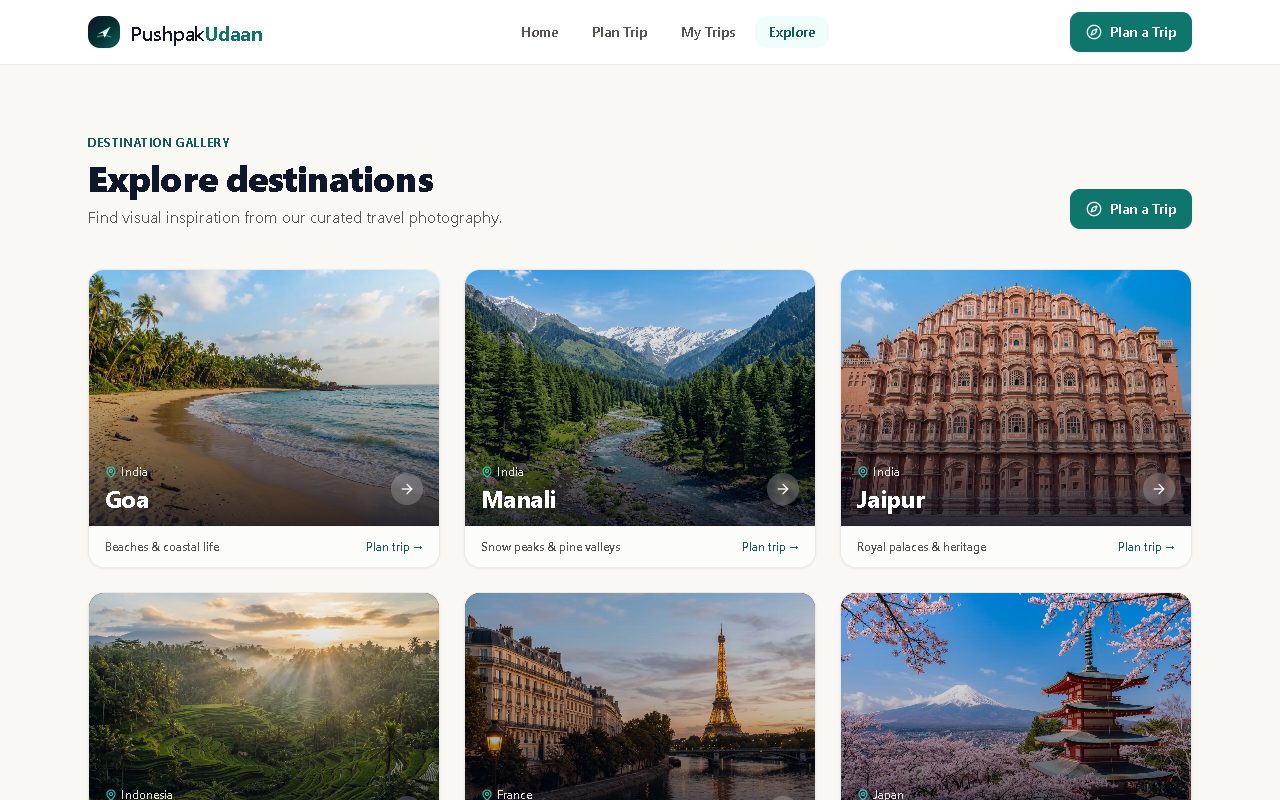 PushpakUdaan
Home
Plan Trip
My Trips
Explore
Plan a Trip
DESTINATION GALLERY
Explore destinations
Find visual inspiration from our curated travel photography.
Plan a Trip
India
Goa
Beaches & coastal life
Plan trip →
India
Manali
Snow peaks & pine valleys
Plan trip →
India
Jaipur
Royal palaces & heritage
Plan trip →
Indonesia
France
Japan